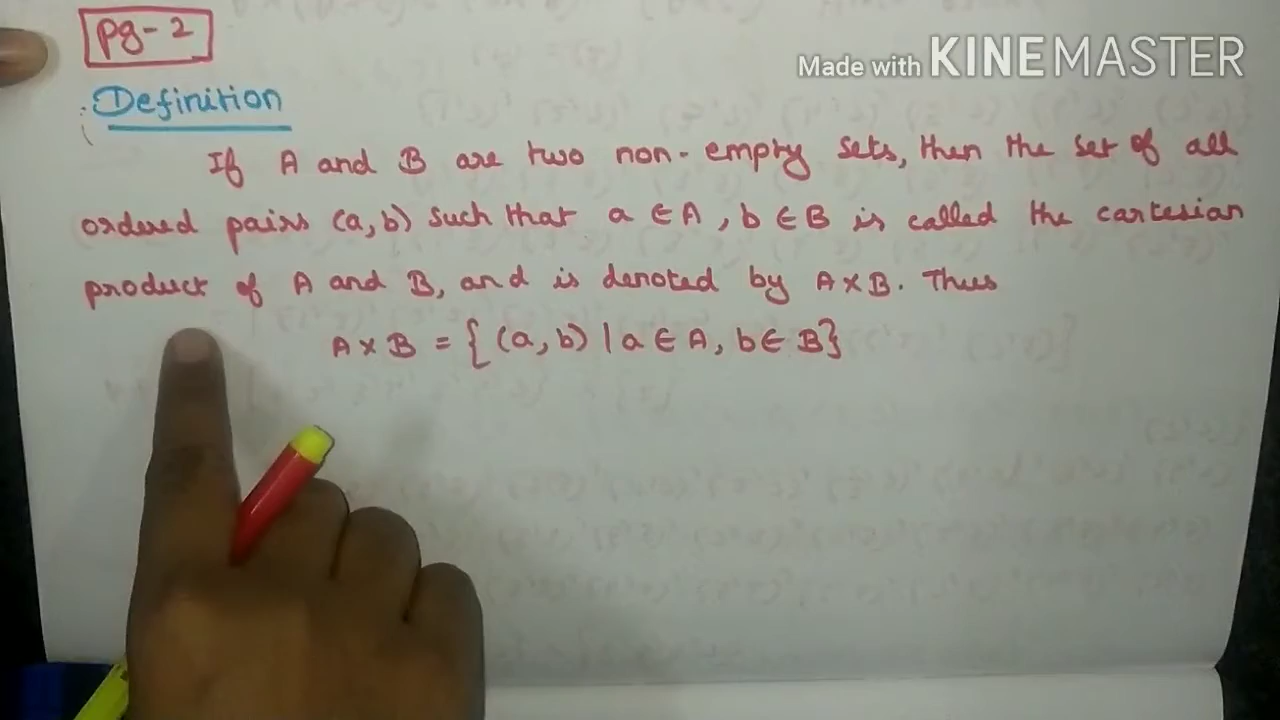 Pg-2
Made with KINEMASTER
Definition
If A and B are two non-empty sets, then the set of all
ordered pairs (a,b) such that a ∈ A, b ∈ B is called the cartesian
product of A and B, and is denoted by A×B. Thus
A × B = { (a, b) | a ∈ A, b ∈ B}